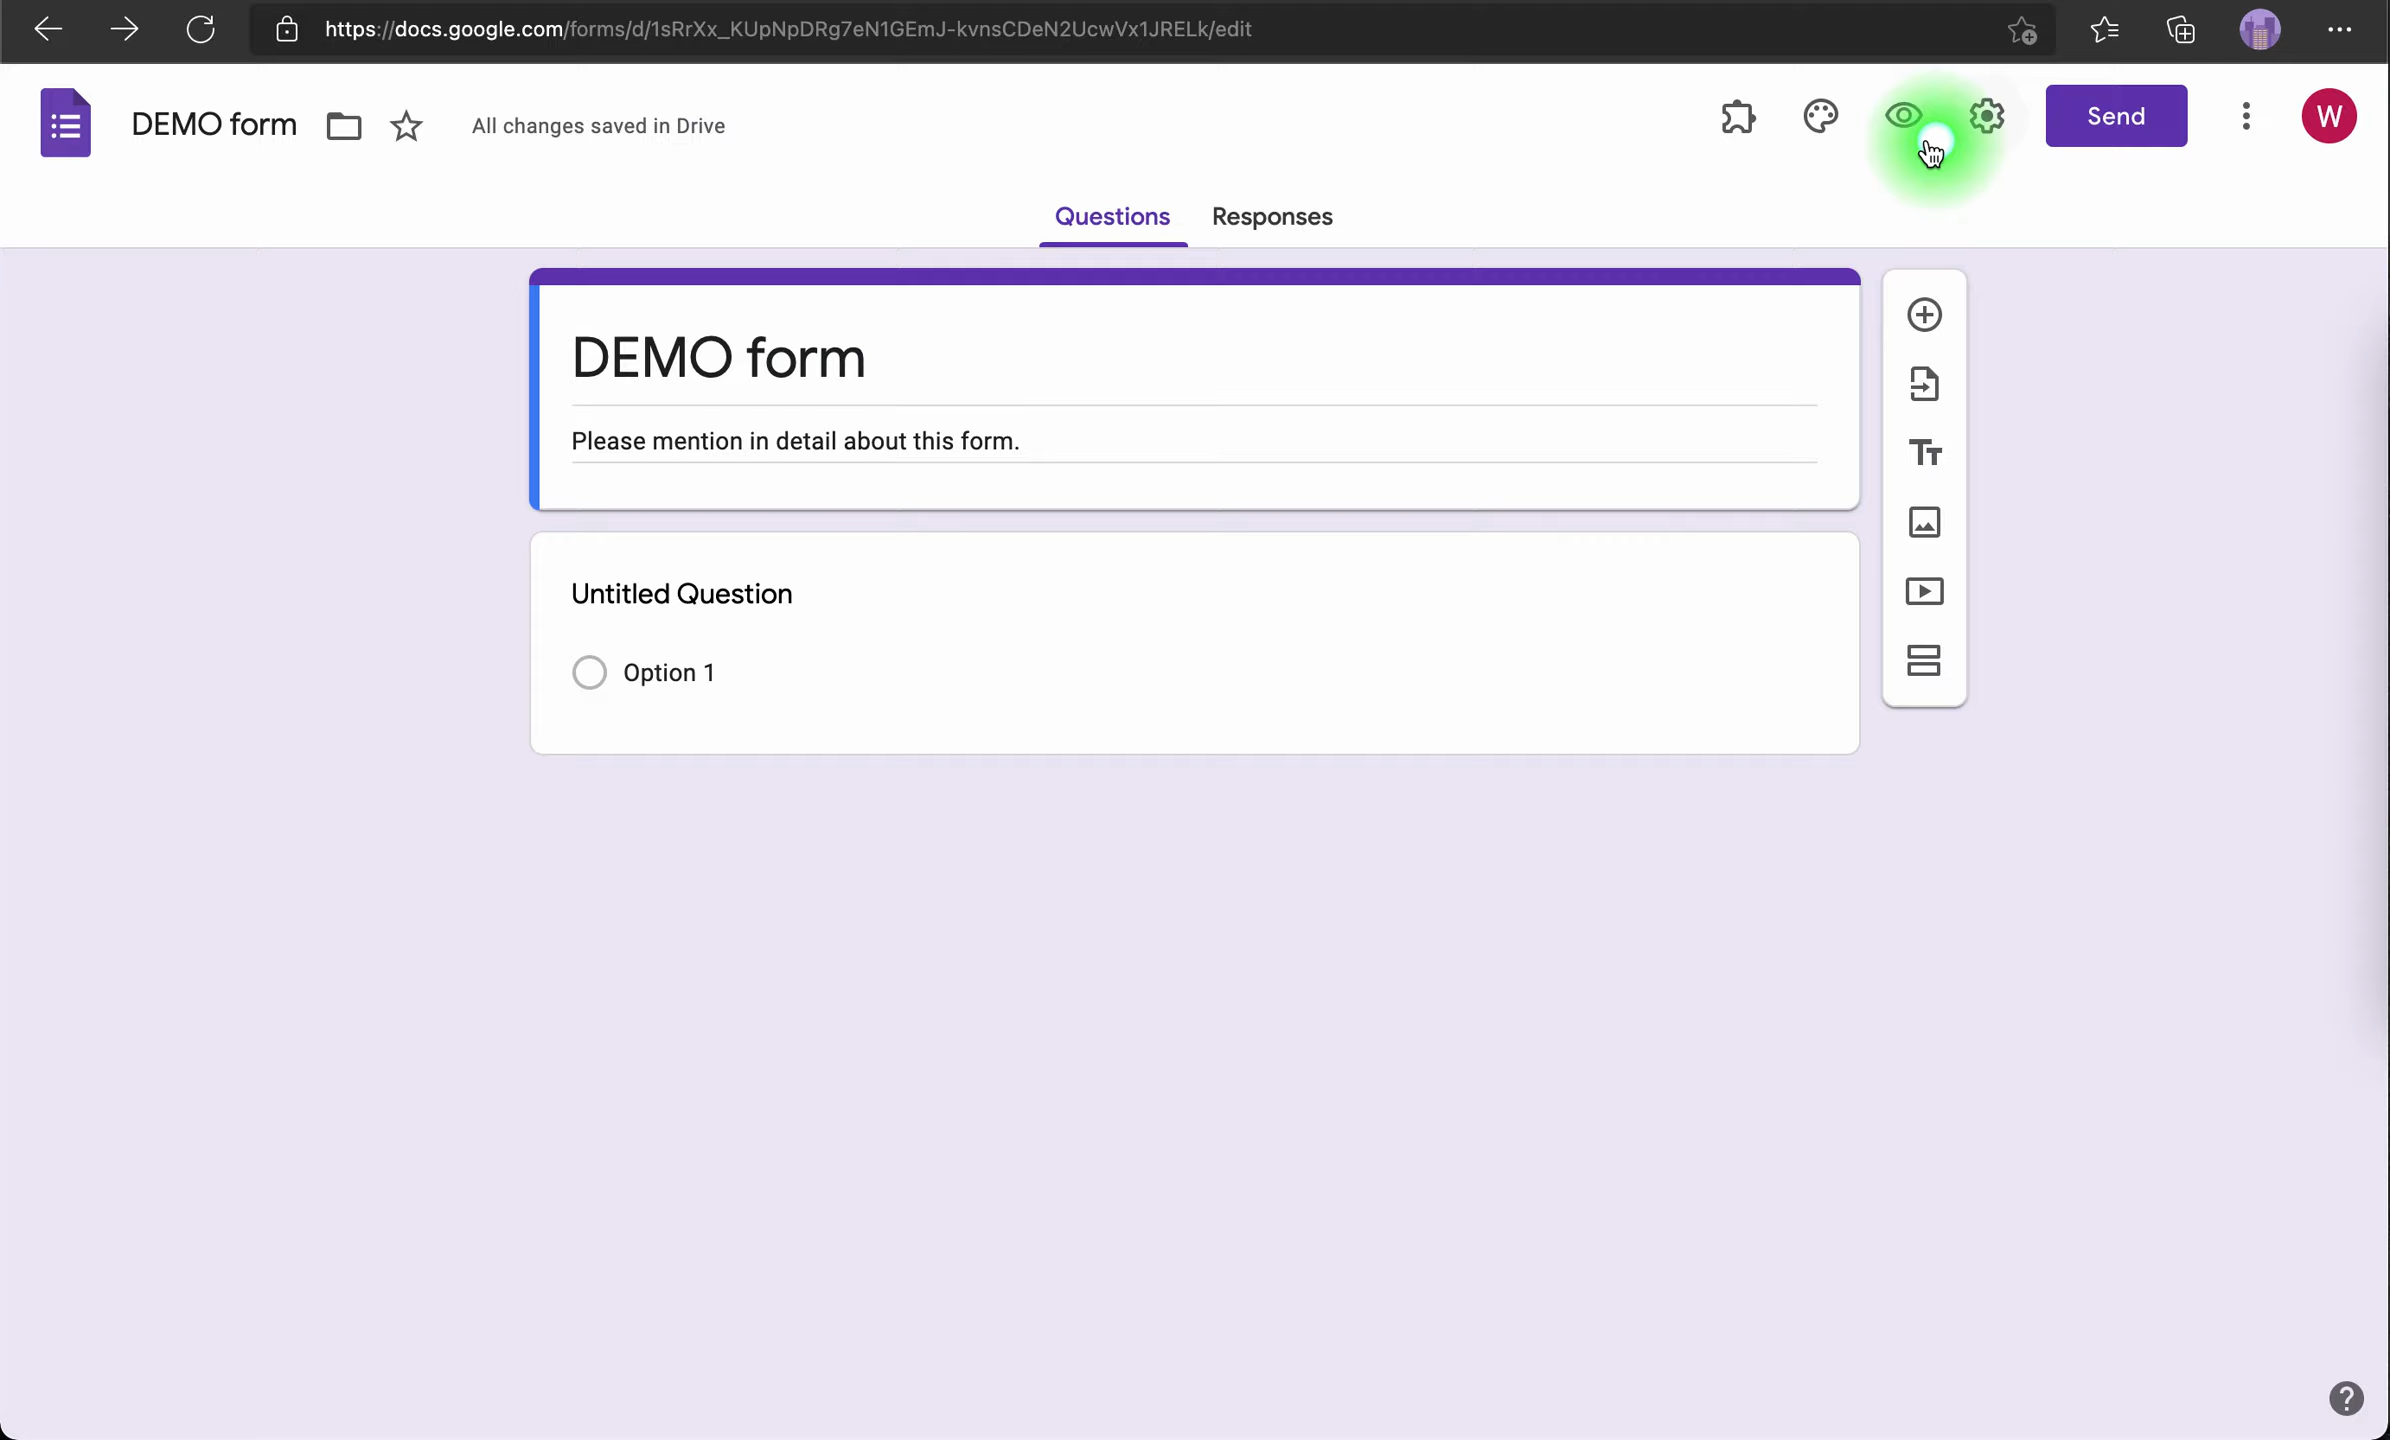 https://docs.google.com/forms/d/1sRrXx_KUpNpDRg7eN1GEmJ-kvnsCDeN2UcwVx1JRELk/edit
DEMO form
All changes saved in Drive
Send
W
Questions
Responses
DEMO form
Please mention in detail about this form.
Untitled Question
Option 1